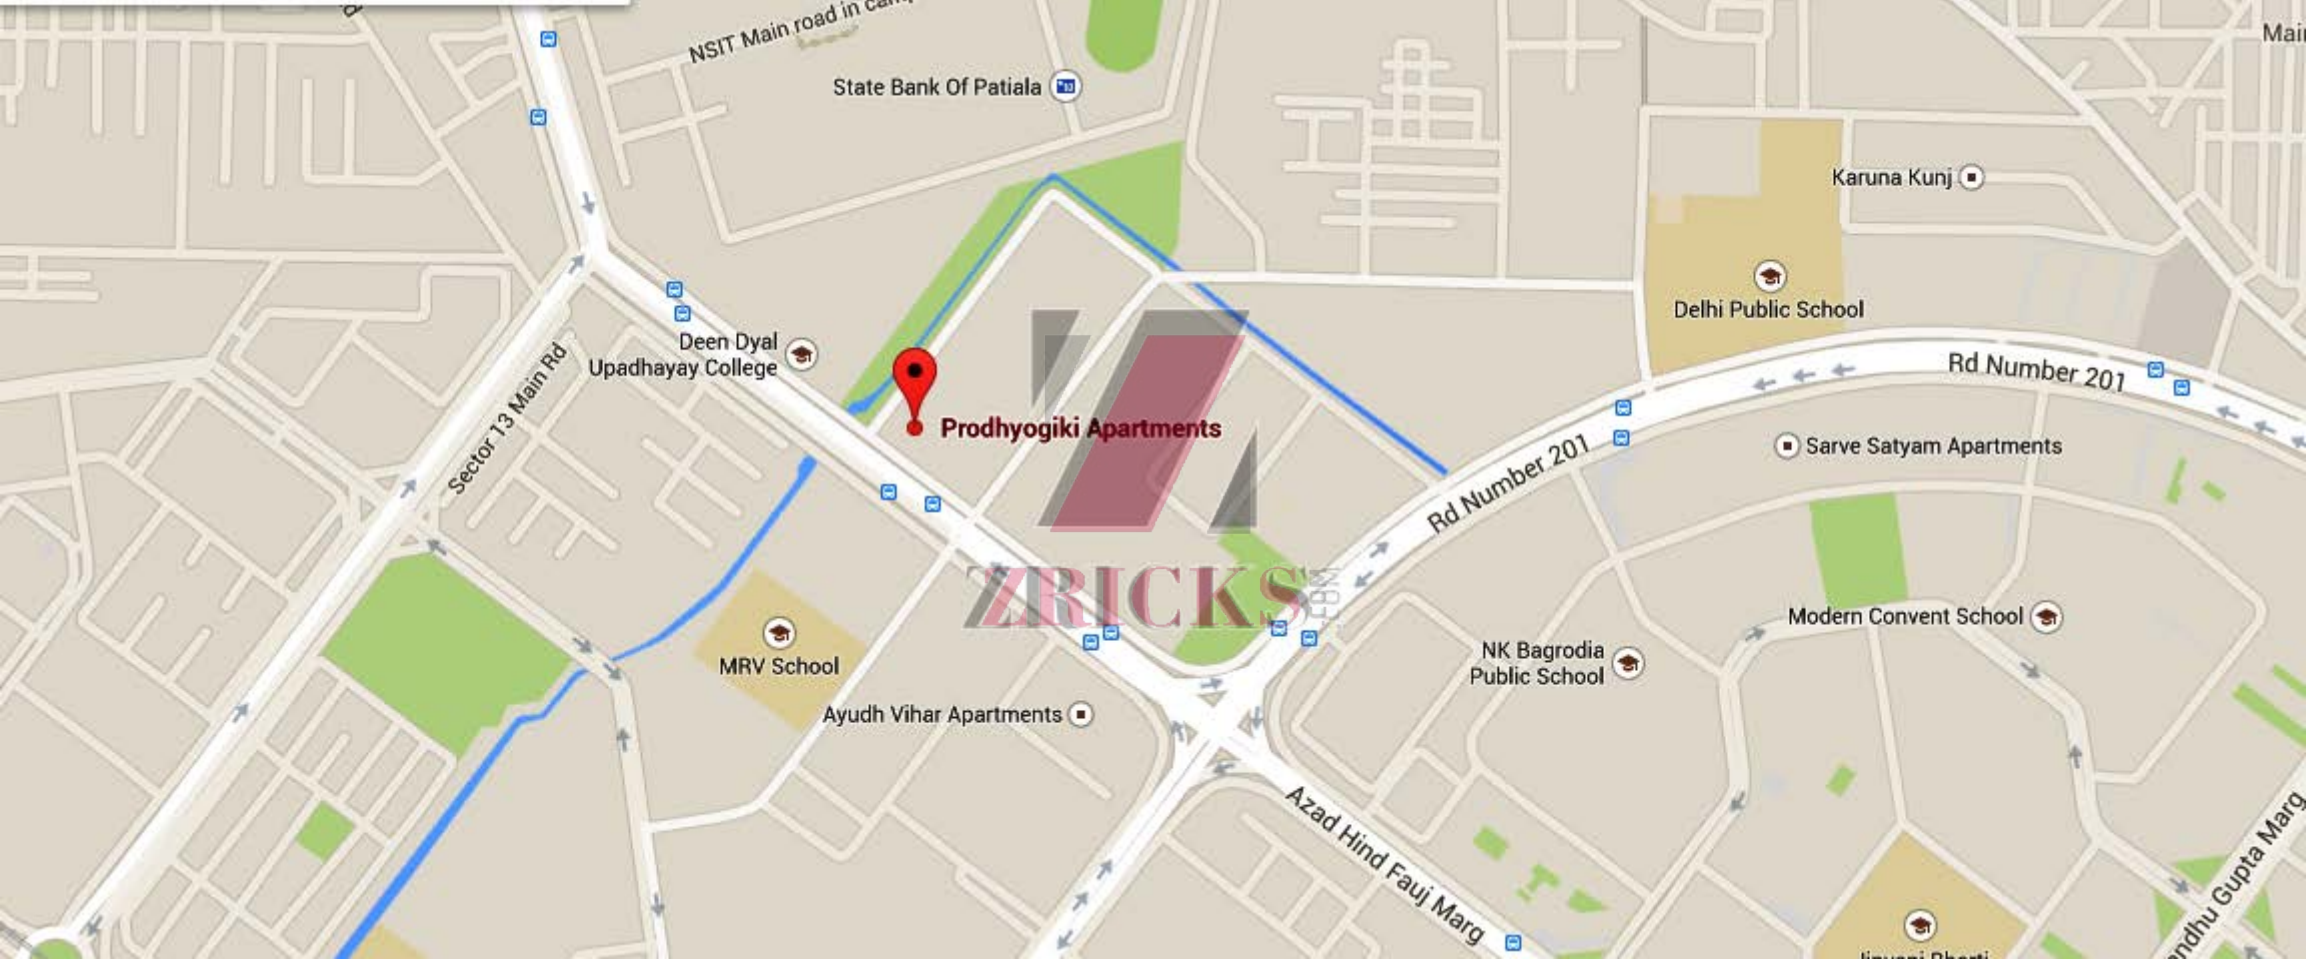 NSIT Main road in
State Bank Of Patiala
Karuna Kunj
Delhi Public School
Deen Dyal
Upadhayay College
Sector 13 Main Rd
Prodhyogiki Apartments
Rd Number 201
Rd Number 201
Sarve Satyam Apartments
ZRICKS
.COM
MRV School
Ayudh Vihar Apartments
NK Bagrodia
Public School
Modern Convent School
Azad Hind Fauj Marg
Gupta Marg